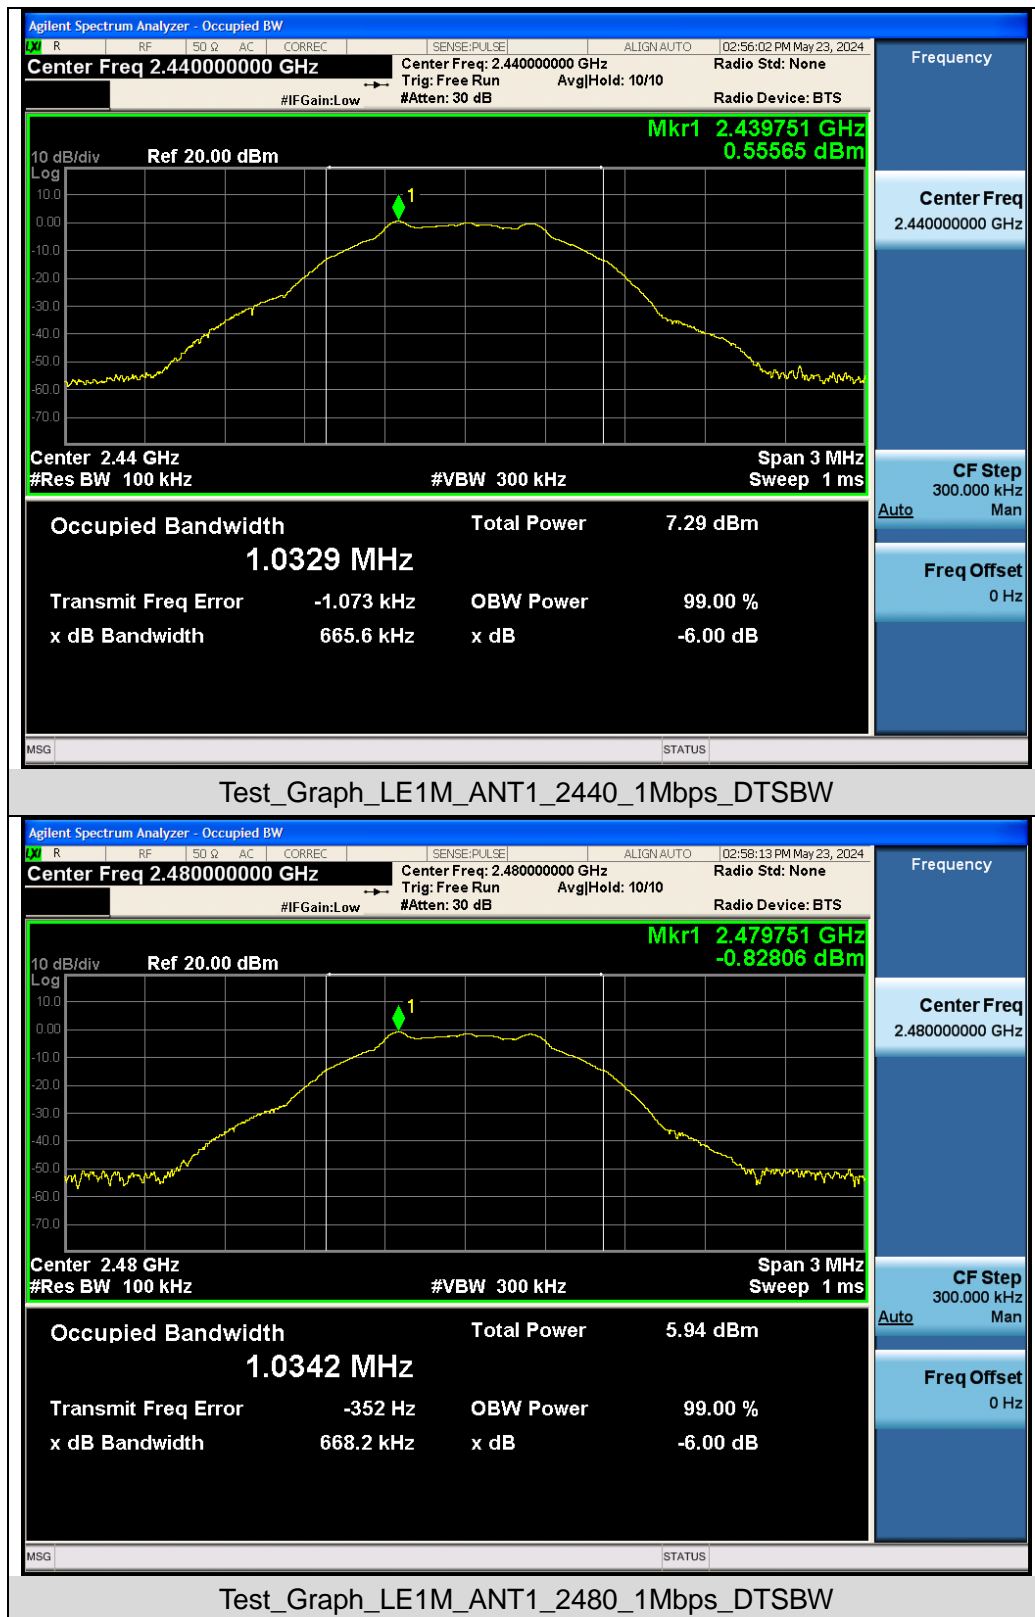 Agilent Spectrum Analyzer - Occupied BW
LXI R RF 50 Ω AC CORREC SENSE:PULSE ALIGN AUTO 02:56:02 PM May 23, 2024
Center Freq 2.440000000 GHz
Center Freq: 2.440000000 GHz Radio Std: None
Trig: Free Run Avg|Hold: 10/10
#IFGain:Low #Atten: 30 dB Radio Device: BTS
Frequency
Mkr1 2.439751 GHz
0.55565 dBm
10 dB/div Ref 20.00 dBm
Log
10.0
0.00
-10.0
-20.0
-30.0
-40.0
-50.0
-60.0
-70.0
1
Center Freq
2.440000000 GHz
Center 2.44 GHz Span 3 MHz
#Res BW 100 kHz #VBW 300 kHz Sweep 1 ms
CF Step
300.000 kHz
Auto Man
Occupied Bandwidth Total Power 7.29 dBm
1.0329 MHz
Transmit Freq Error -1.073 kHz OBW Power 99.00 %
x dB Bandwidth 665.6 kHz x dB -6.00 dB
Freq Offset
0 Hz
MSG STATUS
Test_Graph_LE1M_ANT1_2440_1Mbps_DTSBW
Agilent Spectrum Analyzer - Occupied BW
LXI R RF 50 Ω AC CORREC SENSE:PULSE ALIGN AUTO 02:58:13 PM May 23, 2024
Center Freq 2.480000000 GHz
Center Freq: 2.480000000 GHz Radio Std: None
Trig: Free Run Avg|Hold: 10/10
#IFGain:Low #Atten: 30 dB Radio Device: BTS
Frequency
Mkr1 2.479751 GHz
-0.82806 dBm
10 dB/div Ref 20.00 dBm
Log
10.0
0.00
-10.0
-20.0
-30.0
-40.0
-50.0
-60.0
-70.0
1
Center Freq
2.480000000 GHz
Center 2.48 GHz Span 3 MHz
#Res BW 100 kHz #VBW 300 kHz Sweep 1 ms
CF Step
300.000 kHz
Auto Man
Occupied Bandwidth Total Power 5.94 dBm
1.0342 MHz
Transmit Freq Error -352 Hz OBW Power 99.00 %
x dB Bandwidth 668.2 kHz x dB -6.00 dB
Freq Offset
0 Hz
MSG STATUS
Test_Graph_LE1M_ANT1_2480_1Mbps_DTSBW